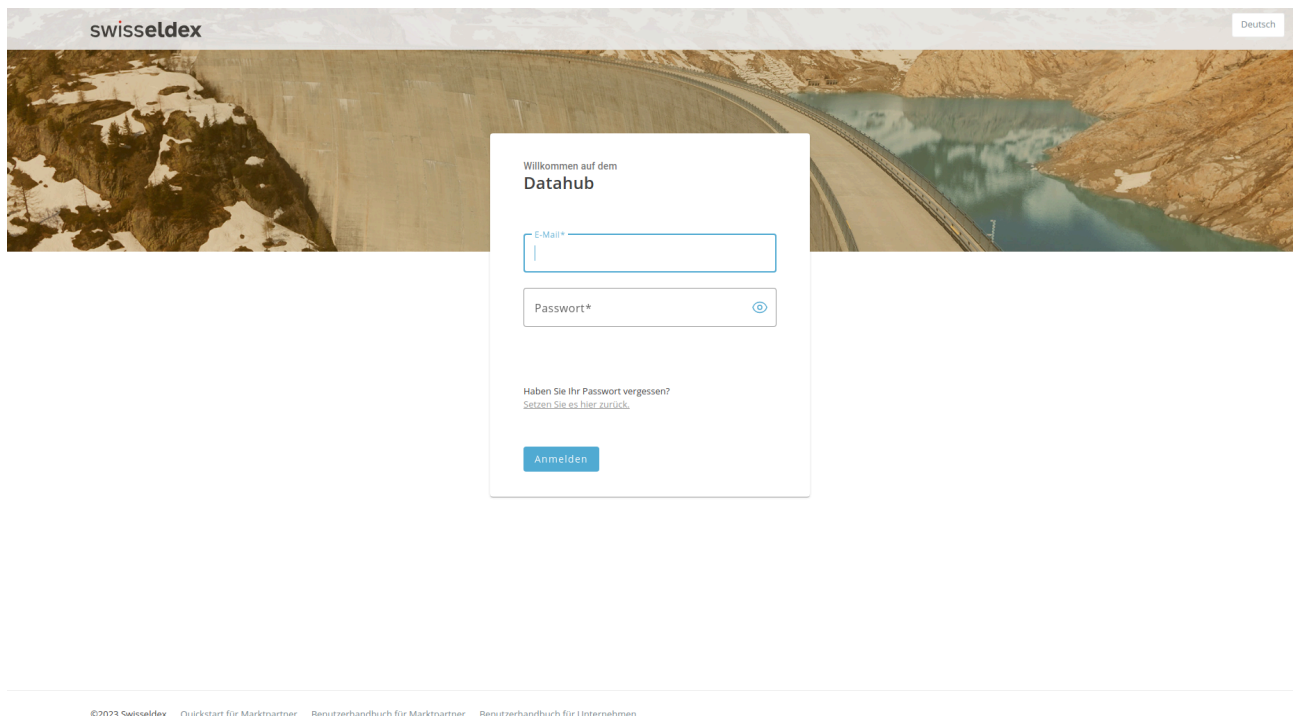 swisseldex
Deutsch
Willkommen auf dem
Datahub
E-Mail*
Passwort*
Haben Sie Ihr Passwort vergessen?
Setzen Sie es hier zurück.
Anmelden
©2023 Swisseldex Quickstart für Marktpartner Benutzerhandbuch für Marktpartner Benutzerhandbuch für Unternehmen